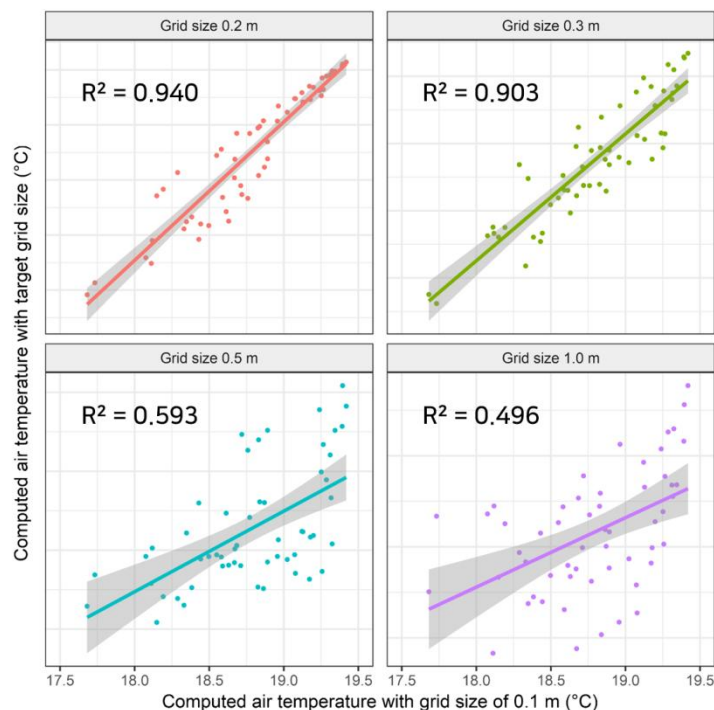 Grid size 0.2 m
Grid size 0.3 m
R² = 0.940
R² = 0.903
Computed air temperature with target grid size (°C)
Grid size 0.5 m
Grid size 1.0 m
R² = 0.593
R² = 0.496
17.5 18.0 18.5 19.0 19.5
17.5 18.0 18.5 19.0 19.5
Computed air temperature with grid size of 0.1 m (°C)